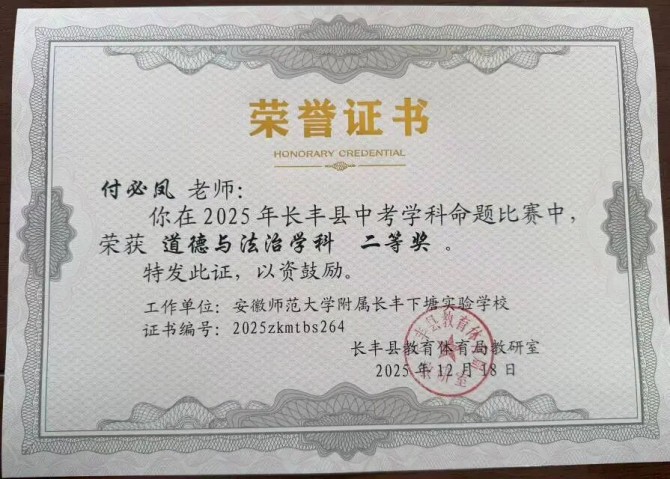 荣誉证书
HONORARY CREDENTIAL
付必凤 老师：
你在2025年长丰县中考学科命题比赛中，
荣获 道德与法治学科 二等奖 。
特发此证，以资鼓励。
工作单位：安徽师范大学附属长丰下塘实验学校
证书编号：2025zkmtbs264
长丰县教育体育局教研室
2025年12月18日